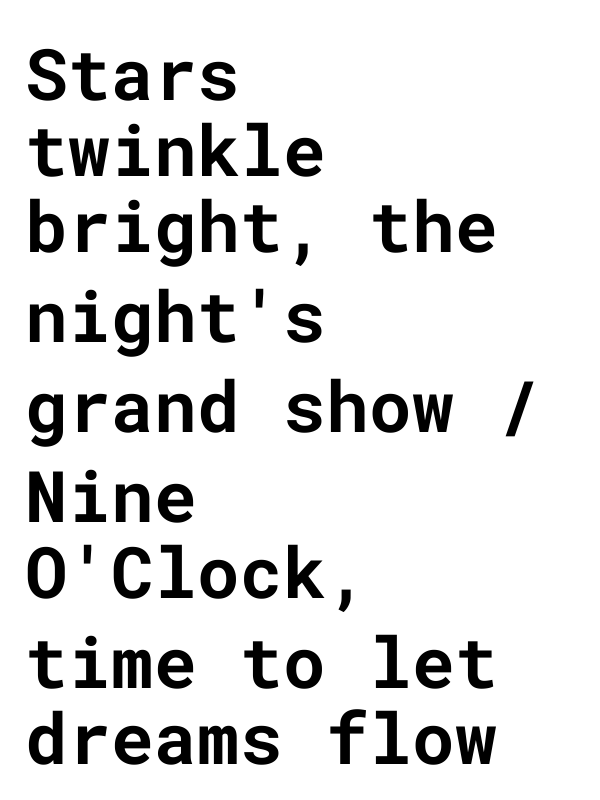 Stars
twinkle
bright, the
night's
grand show /
Nine
O'Clock,
time to let
dreams flow